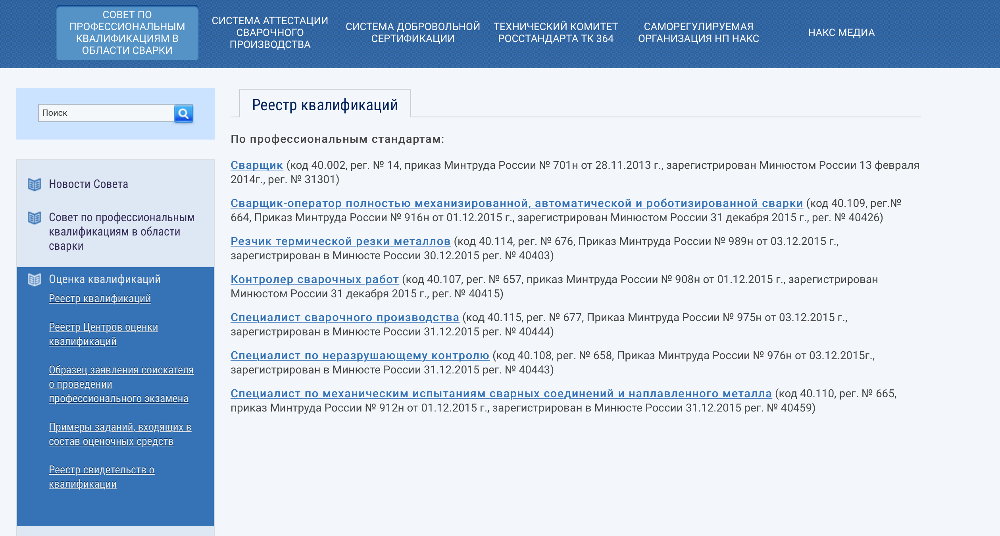 СОВЕТ ПО
ПРОФЕССИОНАЛЬНЫМ
КВАЛИФИКАЦИЯМ В
ОБЛАСТИ СВАРКИ
СИСТЕМА АТТЕСТАЦИИ
СВАРОЧНОГО
ПРОИЗВОДСТВА
СИСТЕМА ДОБРОВОЛЬНОЙ
СЕРТИФИКАЦИИ
ТЕХНИЧЕСКИЙ КОМИТЕТ
РОССТАНДАРТА ТК 364
САМОРЕГУЛИРУЕМАЯ
ОРГАНИЗАЦИЯ НП НАКС
НАКС МЕДИА
Поиск
Новости Совета
Совет по профессиональным
квалификациям в области
сварки
Оценка квалификаций
Реестр квалификаций
Реестр Центров оценки
квалификаций
Образец заявления соискателя
о проведении
профессионального экзамена
Примеры заданий, входящих в
состав оценочных средств
Реестр свидетельств о
квалификации
Реестр квалификаций
По профессиональным стандартам:
Сварщик (код 40.002, рег. № 14, приказ Минтруда России № 701н от 28.11.2013 г., зарегистрирован Минюстом России 13 февраля
2014г., рег. № 31301)
Сварщик-оператор полностью механизированной, автоматической и роботизированной сварки (код 40.109, рег.№
664, Приказ Минтруда России № 916н от 01.12.2015 г., зарегистрирован Минюстом России 31 декабря 2015 г., рег. № 40426)
Резчик термической резки металлов (код 40.114, рег. № 676, Приказ Минтруда России № 989н от 03.12.2015 г.,
зарегистрирован в Минюсте России 30.12.2015 рег. № 40403)
Контролер сварочных работ (код 40.107, рег. № 657, приказ Минтруда России № 908н от 01.12.2015 г., зарегистрирован
Минюстом России 31 декабря 2015 г., рег. № 40415)
Специалист сварочного производства (код 40.115, рег. № 677, Приказ Минтруда России № 975н от 03.12.2015 г.,
зарегистрирован в Минюсте России 31.12.2015 рег. № 40444)
Специалист по неразрушающему контролю (код 40.108, рег. № 658, Приказ Минтруда России № 976н от 03.12.2015г.,
зарегистрирован в Минюсте России 31.12.2015 рег. № 40443)
Специалист по механическим испытаниям сварных соединений и наплавленного металла (код 40.110, рег. № 665,
приказ Минтруда России № 912н от 01.12.2015 г., зарегистрирован в Минюсте России 31.12.2015 рег. № 40459)